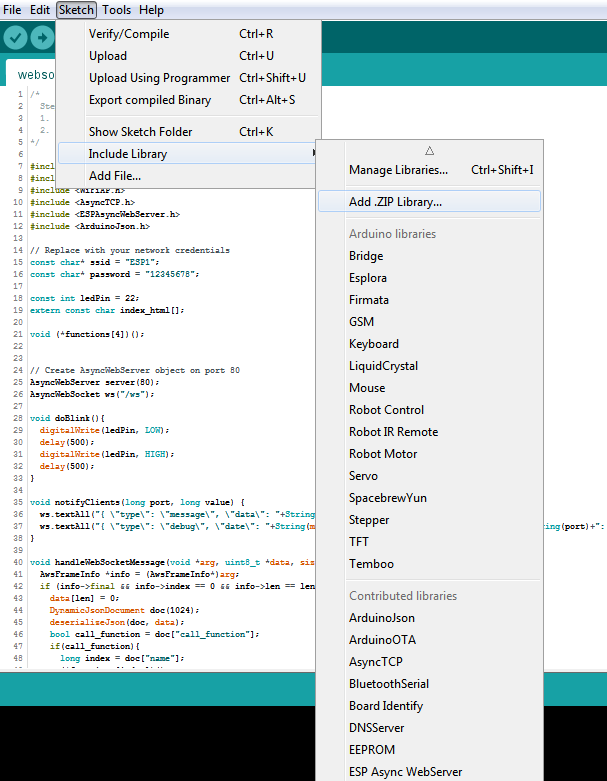 File Edit Sketch Tools Help
Verify/Compile Ctrl+R
Upload Ctrl+U
Upload Using Programmer Ctrl+Shift+U
Export compiled Binary Ctrl+Alt+S
Show Sketch Folder Ctrl+K
Include Library
Add File...
△
Manage Libraries... Ctrl+Shift+I
Add .ZIP Library...
Arduino libraries
Bridge
Esplora
Firmata
GSM
Keyboard
LiquidCrystal
Mouse
Robot Control
Robot IR Remote
Robot Motor
Servo
SpacebrewYun
Stepper
TFT
Temboo
Contributed libraries
ArduinoJson
ArduinoOTA
AsyncTCP
BluetoothSerial
Board Identify
DNSServer
EEPROM
ESP Async WebServer
webso
1 /*
2 Ste
3 1.
4 2.
5 */
6
7 #inclu
8 #incl
9 #include <WiFiAP.h>
10 #include <AsyncTCP.h>
11 #include <ESPAsyncWebServer.h>
12 #include <ArduinoJson.h>
13
14 // Replace with your network credentials
15 const char* ssid = "ESP1";
16 const char* password = "12345678";
17
18 const int ledPin = 22;
19 extern const char index_html[];
20
21 void (*functions[4])();
22
23
24 // Create AsyncWebServer object on port 80
25 AsyncWebServer server(80);
26 AsyncWebSocket ws("/ws");
27
28 void doBlink(){
29 digitalWrite(ledPin, LOW);
30 delay(500);
31 digitalWrite(ledPin, HIGH);
32 delay(500);
33 }
34
35 void notifyClients(long port, long value) {
36 ws.textAll("{ \"type\": \"message\", \"data\": "+String
37 ws.textAll("{ \"type\": \"debug\", \"date\": "+String(m ring(port)+":
38 }
39
40 void handleWebSocketMessage(void *arg, uint8_t *data, siz
41 AwsFrameInfo *info = (AwsFrameInfo*)arg;
42 if (info->final && info->index == 0 && info->len == len
43 data[len] = 0;
44 DynamicJsonDocument doc(1024);
45 deserializeJson(doc, data);
46 bool call_function = doc["call_function"];
47 if(call_function){
48 long index = doc["name"];